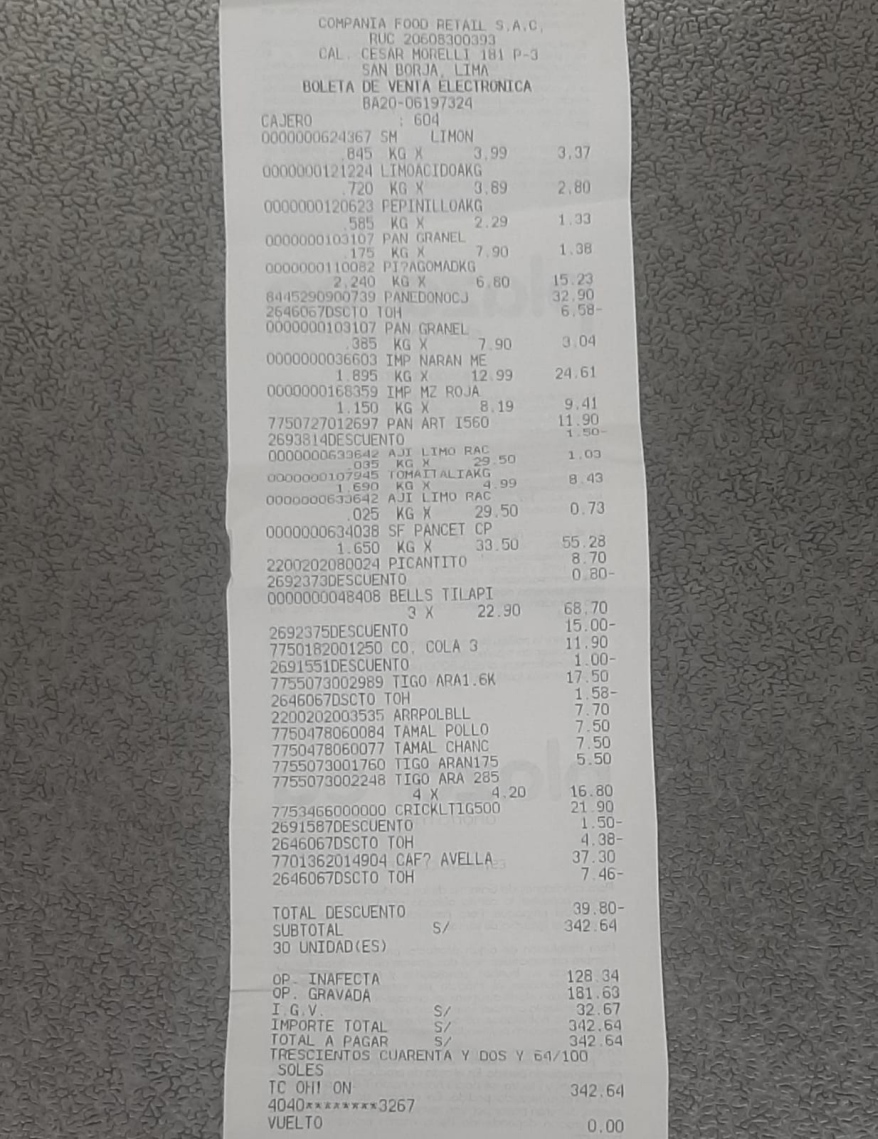 COMPANIA FOOD RETAIL S.A.C.
RUC 20608300393
CAL. CESAR MORELLI 181 P-3
SAN BORJA, LIMA
BOLETA DE VENTA ELECTRONICA
BA20-06197324
CAJERO : 604
0000000624367 SM LIMON
.845 KG X 3.99 3.37
0000000121224 LIMOACIDOAKG
.720 KG X 3.89 2.80
0000000120623 PEPINILLOAKG
.585 KG X 2.29 1.33
0000000103107 PAN GRANEL
.175 KG X 7.90 1.38
0000000110082 PI?AGOMADKG
2.240 KG X 6.80 15.23
8445290900739 PANEDONOCJ 32.90
2646067DSCTO TOH 6.58-
0000000103107 PAN GRANEL
.385 KG X 7.90 3.04
0000000036603 IMP NARAN ME
1.895 KG X 12.99 24.61
0000000168359 IMP MZ ROJA
1.150 KG X 8.19 9.41
7750727012697 PAN ART I560 11.90
2693814DESCUENTO 1.50-
0000000633642 AJI LIMO RAC
.035 KG X 29.50 1.03
0000000107945 TOMAITALIAKG
1.690 KG X 4.99 8.43
0000000633642 AJI LIMO RAC
.025 KG X 29.50 0.73
0000000634038 SF PANCET CP
1.650 KG X 33.50 55.28
2200202080024 PICANTITO 8.70
2692373DESCUENTO 0.80-
0000000048408 BELLS TILAPI
3 X 22.90 68.70
2692375DESCUENTO 15.00-
7750182001250 CO. COLA 3 11.90
2691551DESCUENTO 1.00-
7755073002989 TIGO ARA1.6K 17.50
2646067DSCTO TOH 1.58-
2200202003535 ARRPOLBLL 7.70
7750478060084 TAMAL POLLO 7.50
7750478060077 TAMAL CHANC 7.50
7755073001760 TIGO ARAN175 5.50
7755073002248 TIGO ARA 285
4 X 4.20 16.80
7753466000000 CRICKLTIG500 21.90
2691587DESCUENTO 1.50-
2646067DSCTO TOH 4.38-
7701362014904 CAF? AVELLA 37.30
2646067DSCTO TOH 7.46-
TOTAL DESCUENTO 39.80-
SUBTOTAL S/ 342.64
30 UNIDAD(ES)
OP. INAFECTA 128.34
OP. GRAVADA 181.63
I.G.V. S/ 32.67
IMPORTE TOTAL S/ 342.64
TOTAL A PAGAR S/ 342.64
TRESCIENTOS CUARENTA Y DOS Y 64/100
SOLES
TC OH! ON 342.64
4040********3267
VUELTO 0.00